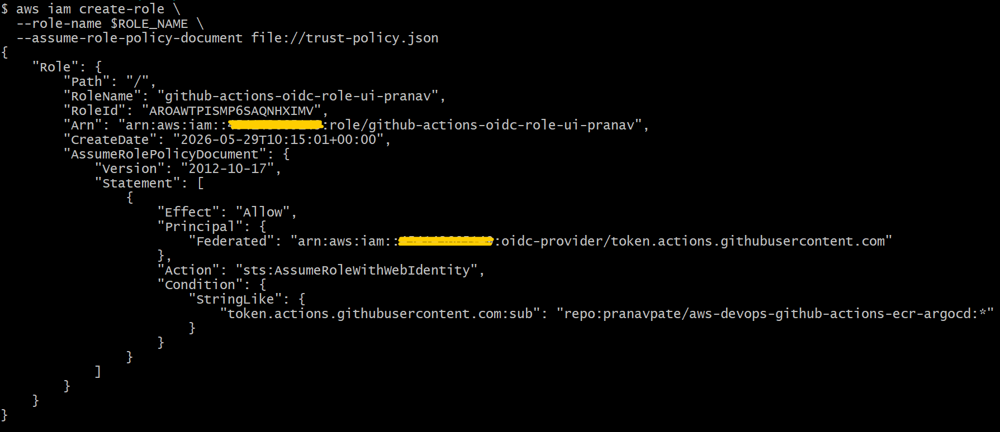 $ aws iam create-role \
  --role-name $ROLE_NAME \
  --assume-role-policy-document file://trust-policy.json
{
    "Role": {
        "Path": "/",
        "RoleName": "github-actions-oidc-role-ui-pranav",
        "RoleId": "AROAWTPISMP6SAQNHXIMV",
        "Arn": "arn:aws:iam:::role/github-actions-oidc-role-ui-pranav",
        "CreateDate": "2026-05-29T10:15:01+00:00",
        "AssumeRolePolicyDocument": {
            "Version": "2012-10-17",
            "Statement": [
                {
                    "Effect": "Allow",
                    "Principal": {
                        "Federated": "arn:aws:iam:::oidc-provider/token.actions.githubusercontent.com"
                    },
                    "Action": "sts:AssumeRoleWithWebIdentity",
                    "Condition": {
                        "StringLike": {
                            "token.actions.githubusercontent.com:sub": "repo:pranavpate/aws-devops-github-actions-ecr-argocd:*"
                        }
                    }
                }
            ]
        }
    }
}